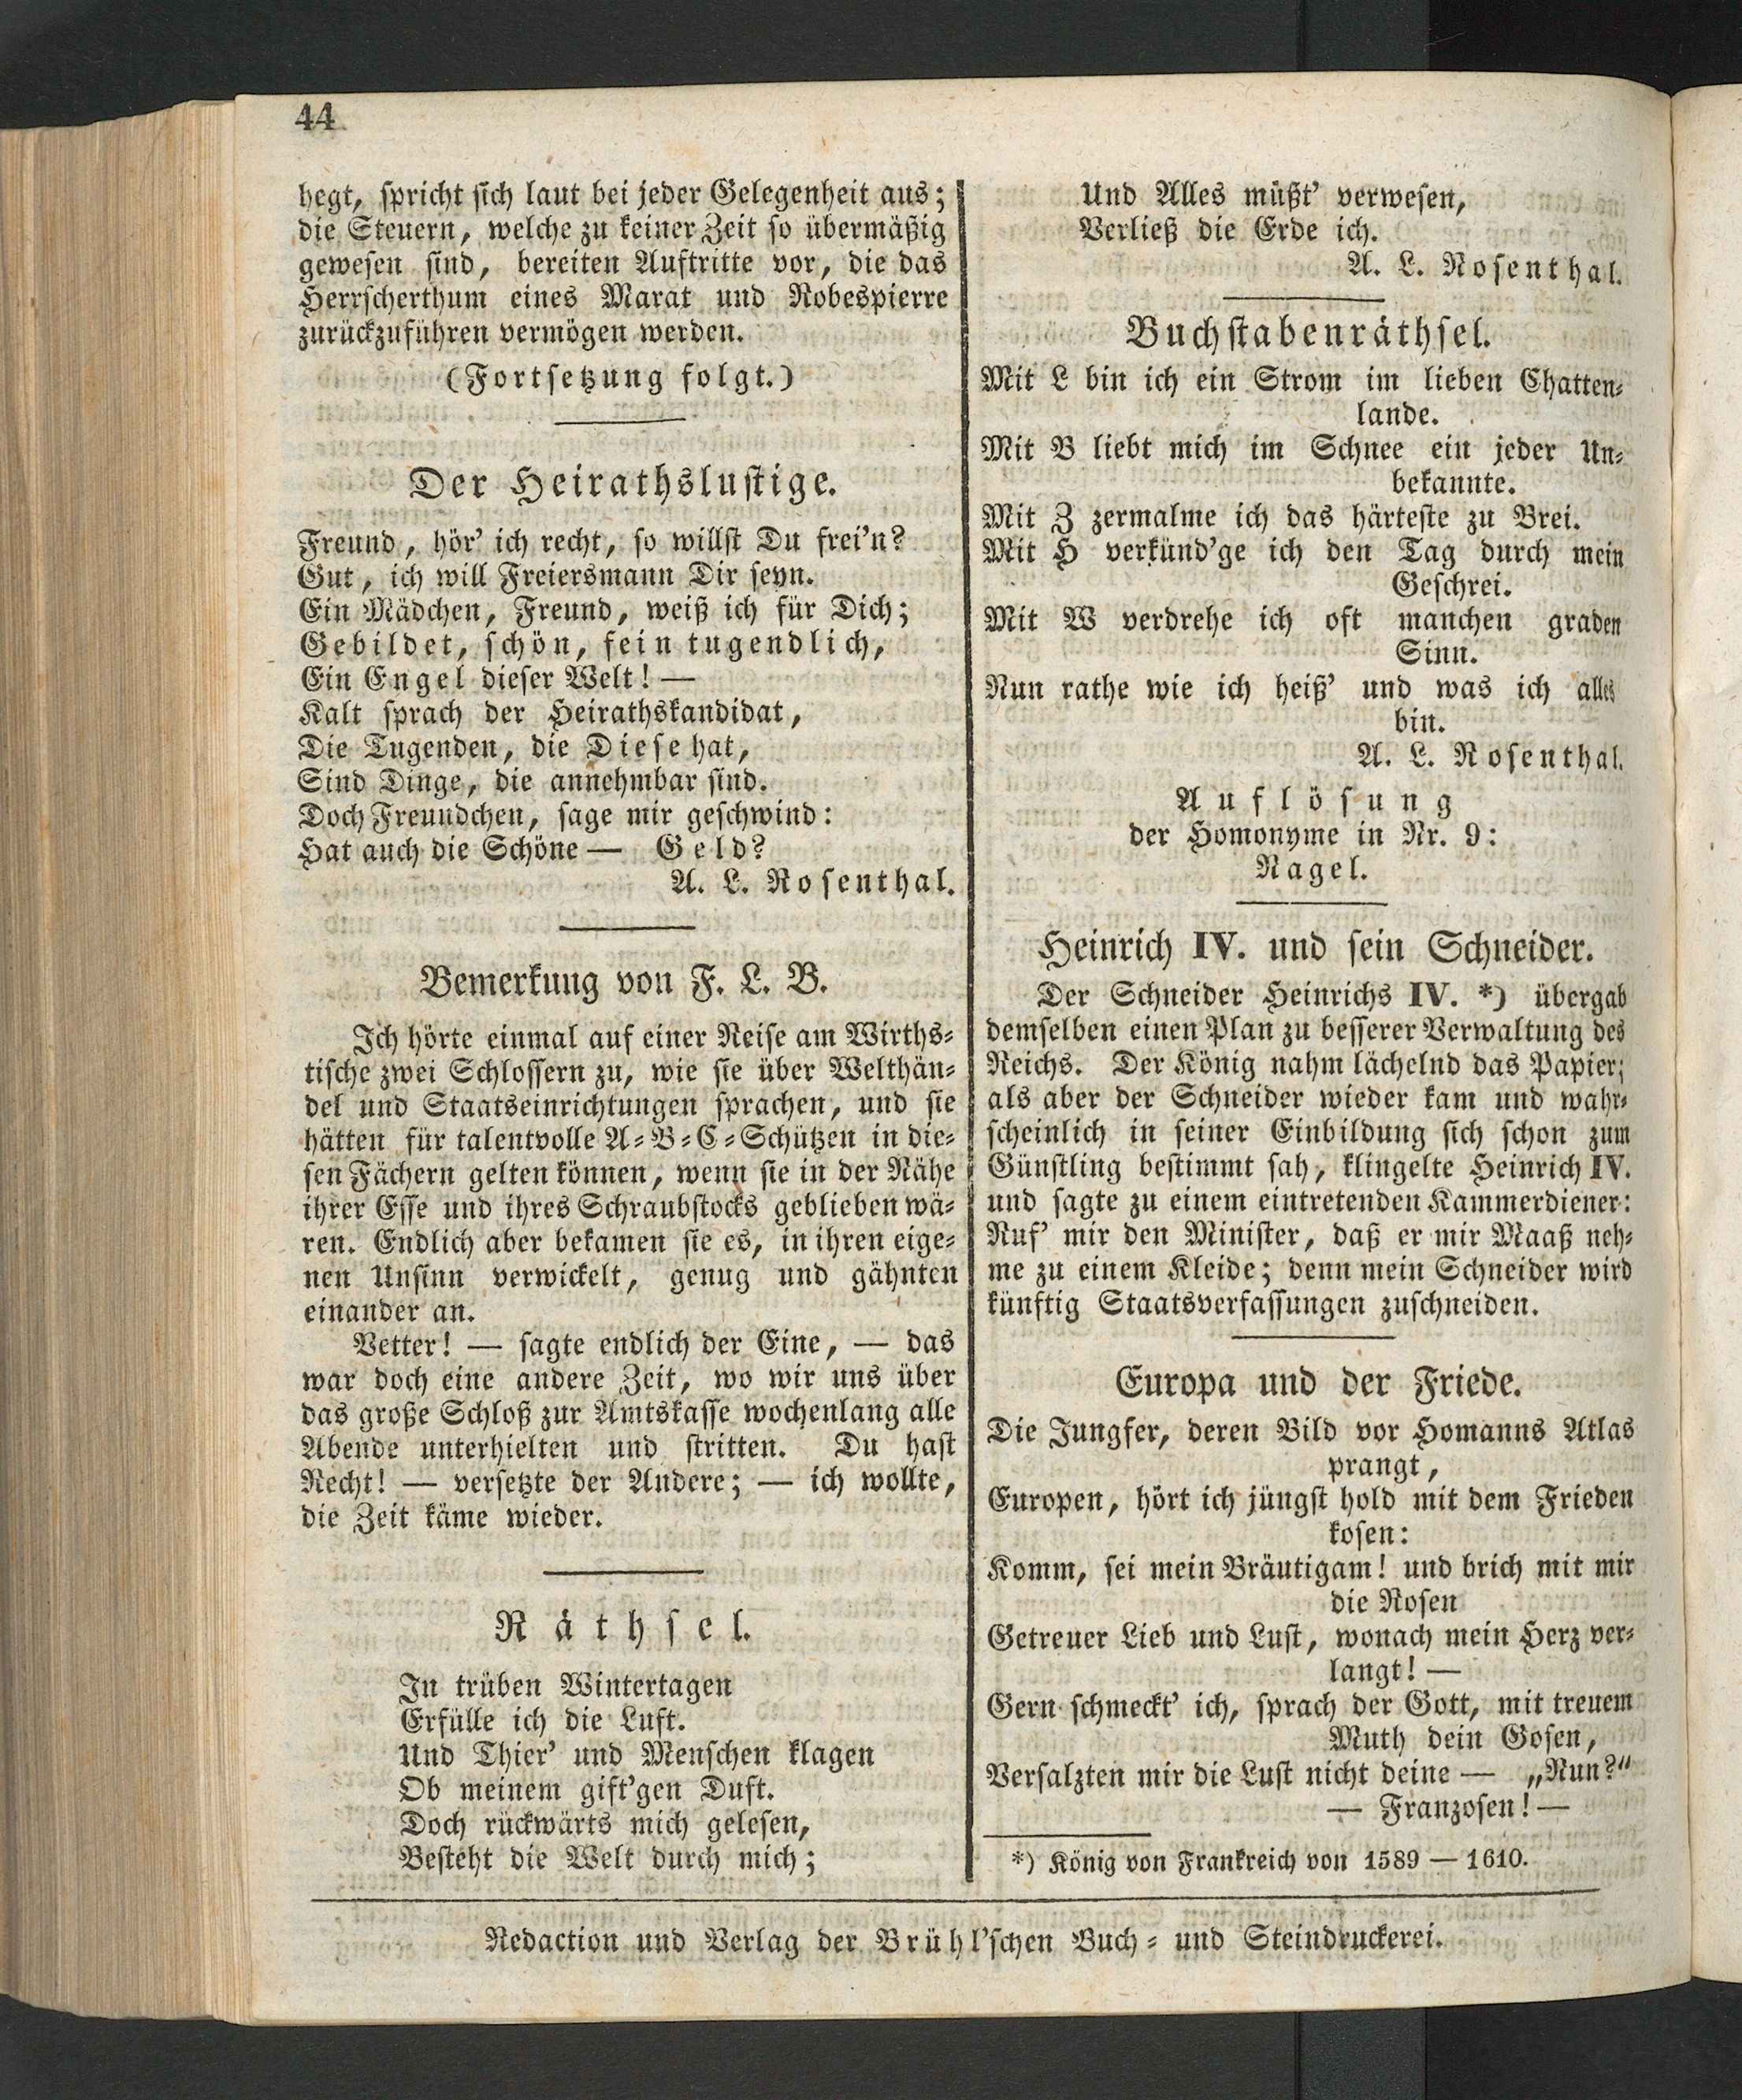 44
hegt, spricht sich laut bei jeder Gelegenheit aus;
die Steuern, welche zu keiner Zeit so übermäßig
gewesen sind, bereiten Auftritte vor, die das
Herrscherthum eines Marat und Robespierre
zurückzuführen vermögen werden.
(Fortsetzung folgt.)
Der Heirathslustige.
Freund, hör' ich recht, so willst Du frei'n?
Gut, ich will Freiersmann Dir seyn.
Ein Mädchen, Freund, weiß ich für Dich;
Gebildet, schön, fein tugendlich,
Ein Engel dieser Welt! —
Kalt sprach der Heirathskandidat,
Die Tugenden, die Diese hat,
Sind Dinge, die annehmbar sind.
Doch Freundchen, sage mir geschwind:
Hat auch die Schöne — Geld?
A. L. Rosenthal.
Bemerkung von F. L. B.
Ich hörte einmal auf einer Reise am Wirths-
tische zwei Schlossern zu, wie sie über Welthän-
del und Staatseinrichtungen sprachen, und sie
hätten für talentvolle A-B-C-Schützen in die-
sen Fächern gelten können, wenn sie in der Nähe
ihrer Esse und ihres Schraubstocks geblieben wä-
ren. Endlich aber bekamen sie es, in ihren eige-
nen Unsinn verwickelt, genug und gähnten
einander an.
Vetter! — sagte endlich der Eine, — das
war doch eine andere Zeit, wo wir uns über
das große Schloß zur Amtskasse wochenlang alle
Abende unterhielten und stritten. Du hast
Recht! — versetzte der Andere; — ich wollte,
die Zeit käme wieder.
Räthsel.
In trüben Wintertagen
Erfülle ich die Luft.
Und Thier' und Menschen klagen
Ob meinem gift'gen Duft.
Doch rückwärts mich gelesen,
Besteht die Welt durch mich;
Und Alles müßt' verwesen,
Verließ die Erde ich.
A. L. Rosenthal.
Buchstabenräthsel.
Mit L bin ich ein Strom im lieben Chatten-
lande.
Mit B liebt mich im Schnee ein jeder Un-
bekannte.
Mit Z zermalme ich das härteste zu Brei.
Mit H verkünd'ge ich den Tag durch mein
Geschrei.
Mit W verdrehe ich oft manchen graden
Sinn.
Nun rathe wie ich heiß' und was ich alles
bin.
A. L. Rosenthal.
Auflösung
der Homonyme in Nr. 9:
Nagel.
Heinrich IV. und sein Schneider.
Der Schneider Heinrichs IV. *) übergab
demselben einen Plan zu besserer Verwaltung des
Reichs. Der König nahm lächelnd das Papier;
als aber der Schneider wieder kam und wahr-
scheinlich in seiner Einbildung sich schon zum
Günstling bestimmt sah, klingelte Heinrich IV.
und sagte zu einem eintretenden Kammerdiener:
Ruf' mir den Minister, daß er mir Maaß neh-
me zu einem Kleide; denn mein Schneider wird
künftig Staatsverfassungen zuschneiden.
Europa und der Friede.
Die Jungfer, deren Bild vor Homanns Atlas
prangt,
Europen, hört ich jüngst hold mit dem Frieden
kosen:
Komm, sei mein Bräutigam! und brich mit mir
die Rosen
Getreuer Lieb und Lust, wonach mein Herz ver-
langt! —
Gern schmeckt' ich, sprach der Gott, mit treuem
Muth dein Gosen,
Versalzten mir die Lust nicht deine — „Nun?"
— Franzosen! —
*) König von Frankreich von 1589 — 1610.
Redaction und Verlag der Brühl'schen Buch- und Steindruckerei.